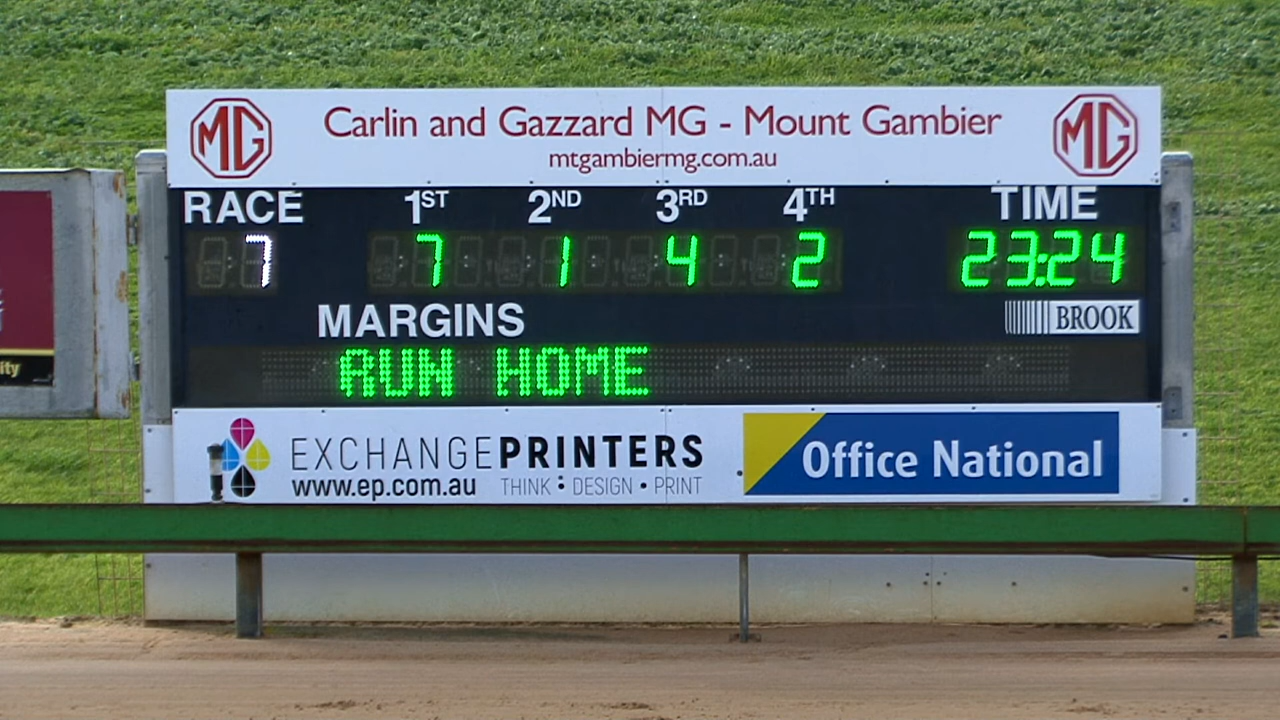 MG Carlin and Gazzard MG - Mount Gambier MG
mtgambiermg.com.au
RACE 1ST 2ND 3RD 4TH TIME
7 7 1 4 2 23:24
MARGINS
BROOK
RUN HOME
ity
EXCHANGEPRINTERS
www.ep.com.au THINK : DESIGN • PRINT
Office National